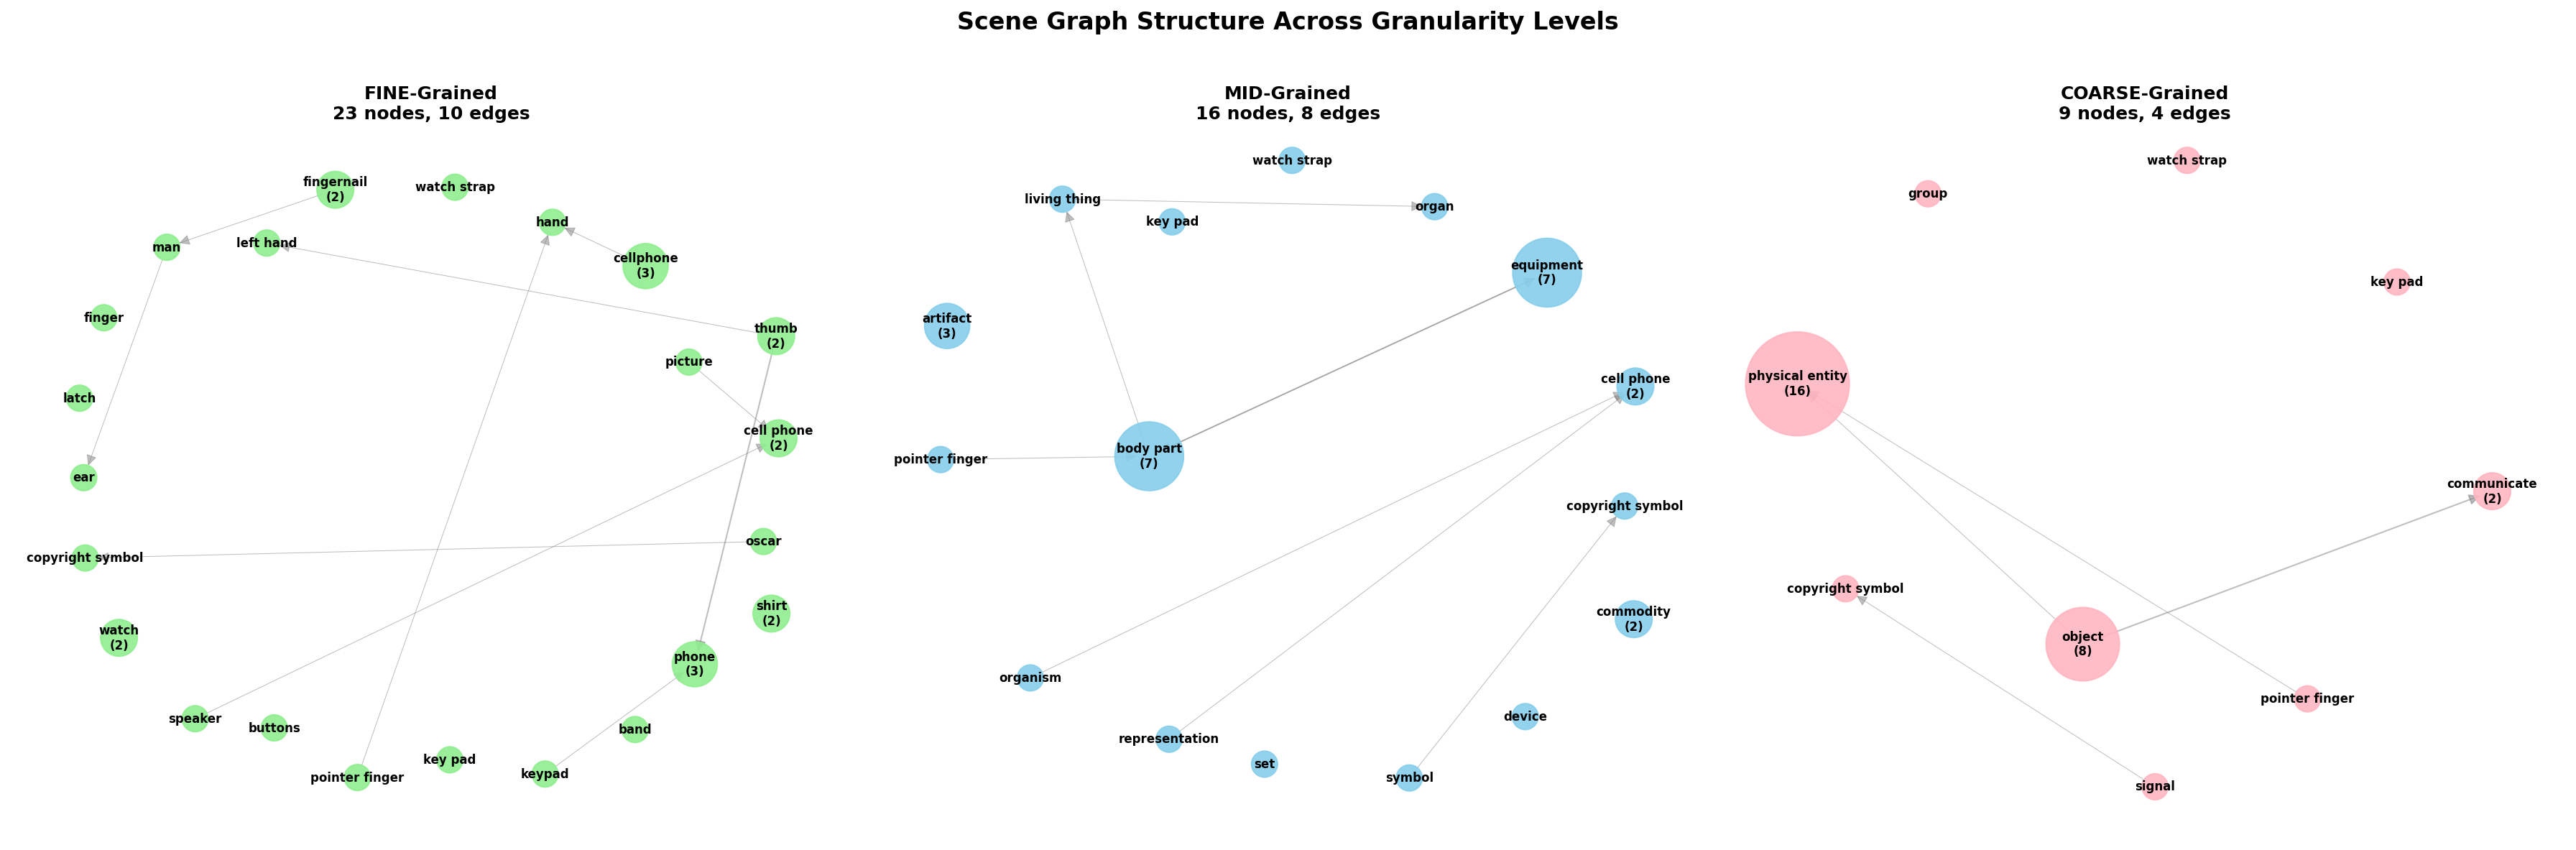 Scene Graph Structure Across Granularity Levels
FINE-Grained
23 nodes, 10 edges
fingernail
(2)
watch strap
hand
man
left hand
cellphone
(3)
finger
thumb
(2)
picture
latch
cell phone
(2)
ear
oscar
copyright symbol
shirt
(2)
watch
(2)
phone
(3)
speaker
buttons
band
key pad
keypad
pointer finger
MID-Grained
16 nodes, 8 edges
watch strap
living thing
organ
key pad
equipment
(7)
artifact
(3)
cell phone
(2)
body part
(7)
pointer finger
copyright symbol
commodity
(2)
organism
device
representation
set
symbol
COARSE-Grained
9 nodes, 4 edges
watch strap
group
key pad
physical entity
(16)
communicate
(2)
copyright symbol
object
(8)
pointer finger
signal